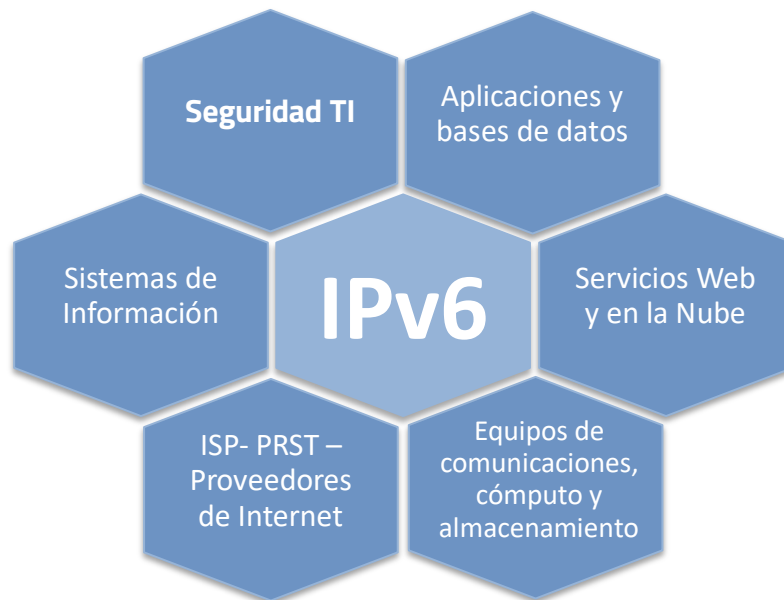 Seguridad TI
Aplicaciones y
bases de datos
Sistemas de
Información
IPv6
Servicios Web
y en la Nube
ISP- PRST –
Proveedores
de Internet
Equipos de
comunicaciones,
cómputo y
almacenamiento